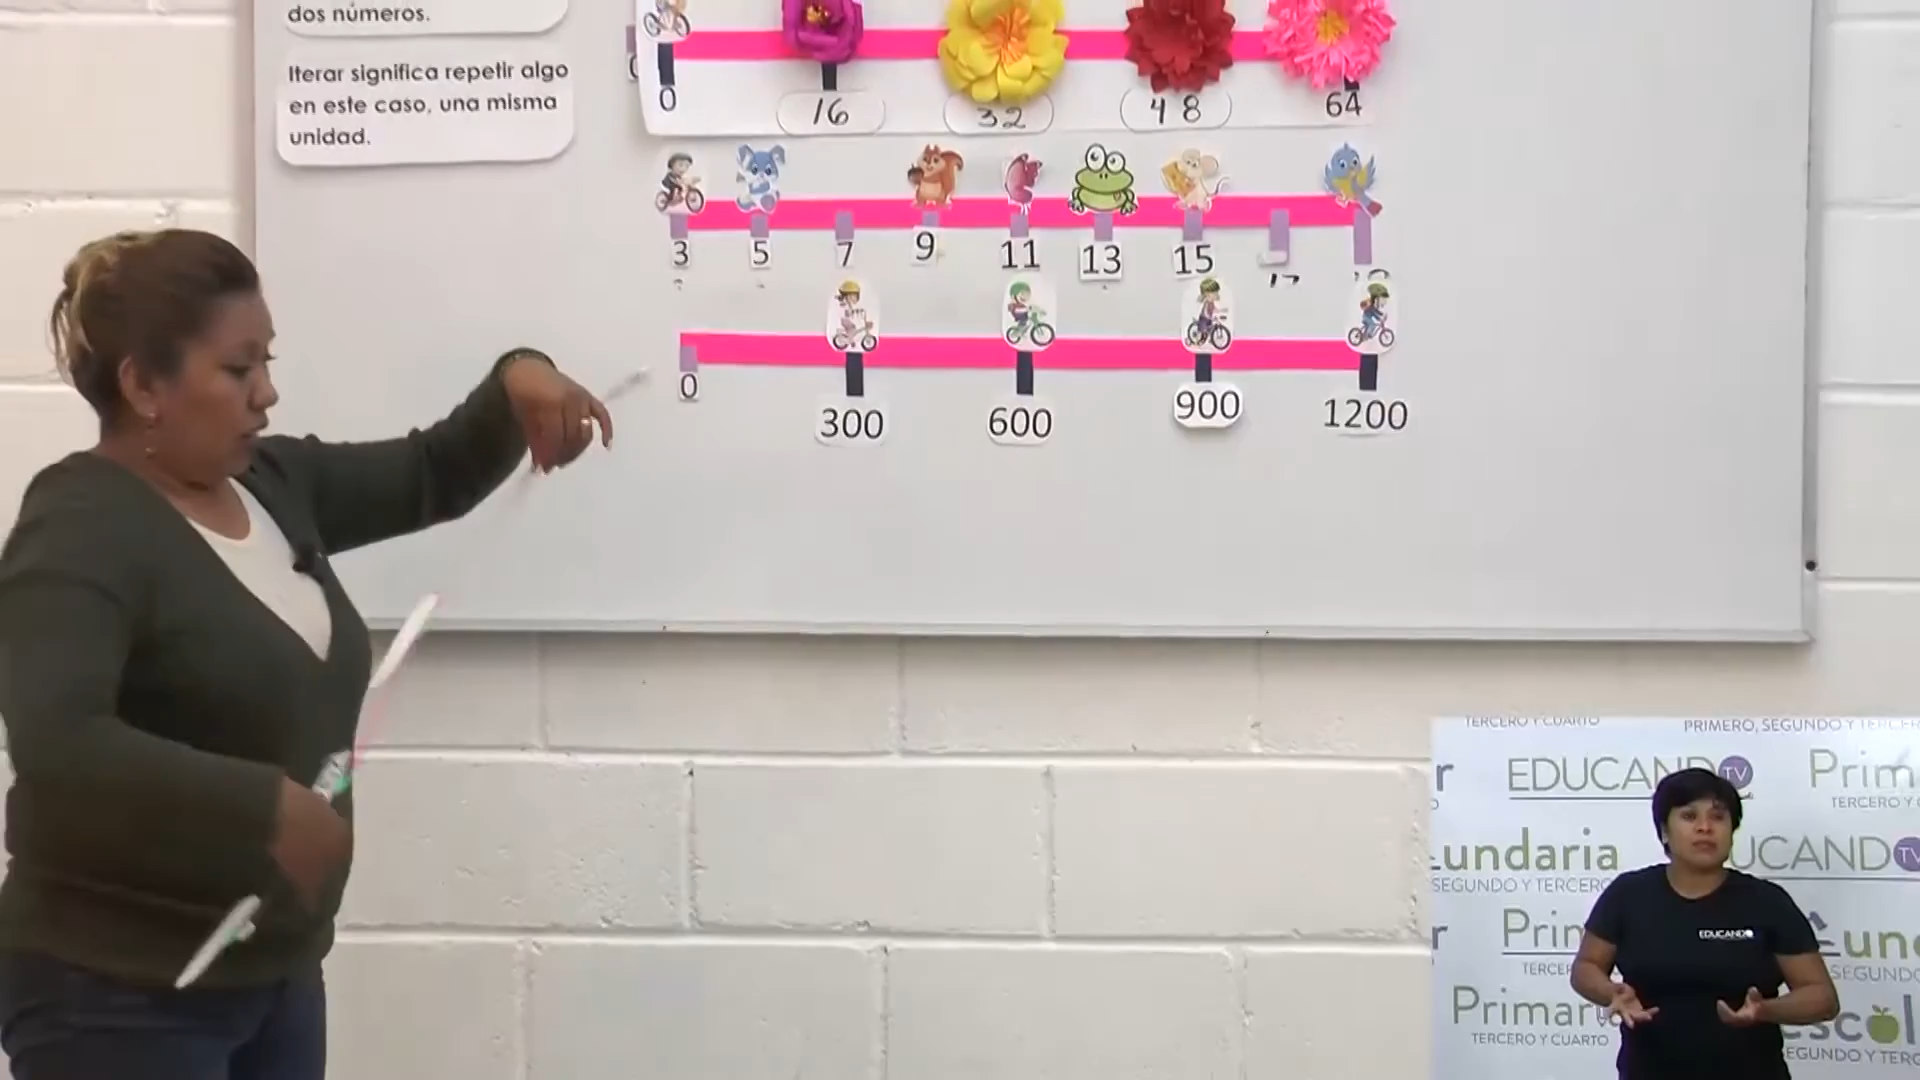 dos números.
Iterar significa repetir algo
en este caso, una misma
unidad.
0 16 32 48 64
3 5 7 9 11 13 15
0 300 600 900 1200
TERCERO Y CUARTO PRIMERO, SEGUNDO Y TERCER
EDUCANDO TV Prim
TERCERO Y C
undaria UCANDO TV
SEGUNDO Y TERCERO
EDUCANDO
Prim
TERCE
SEGUNDO
Primar
TERCERO Y CUARTO
escol
SEGUNDO Y TERC